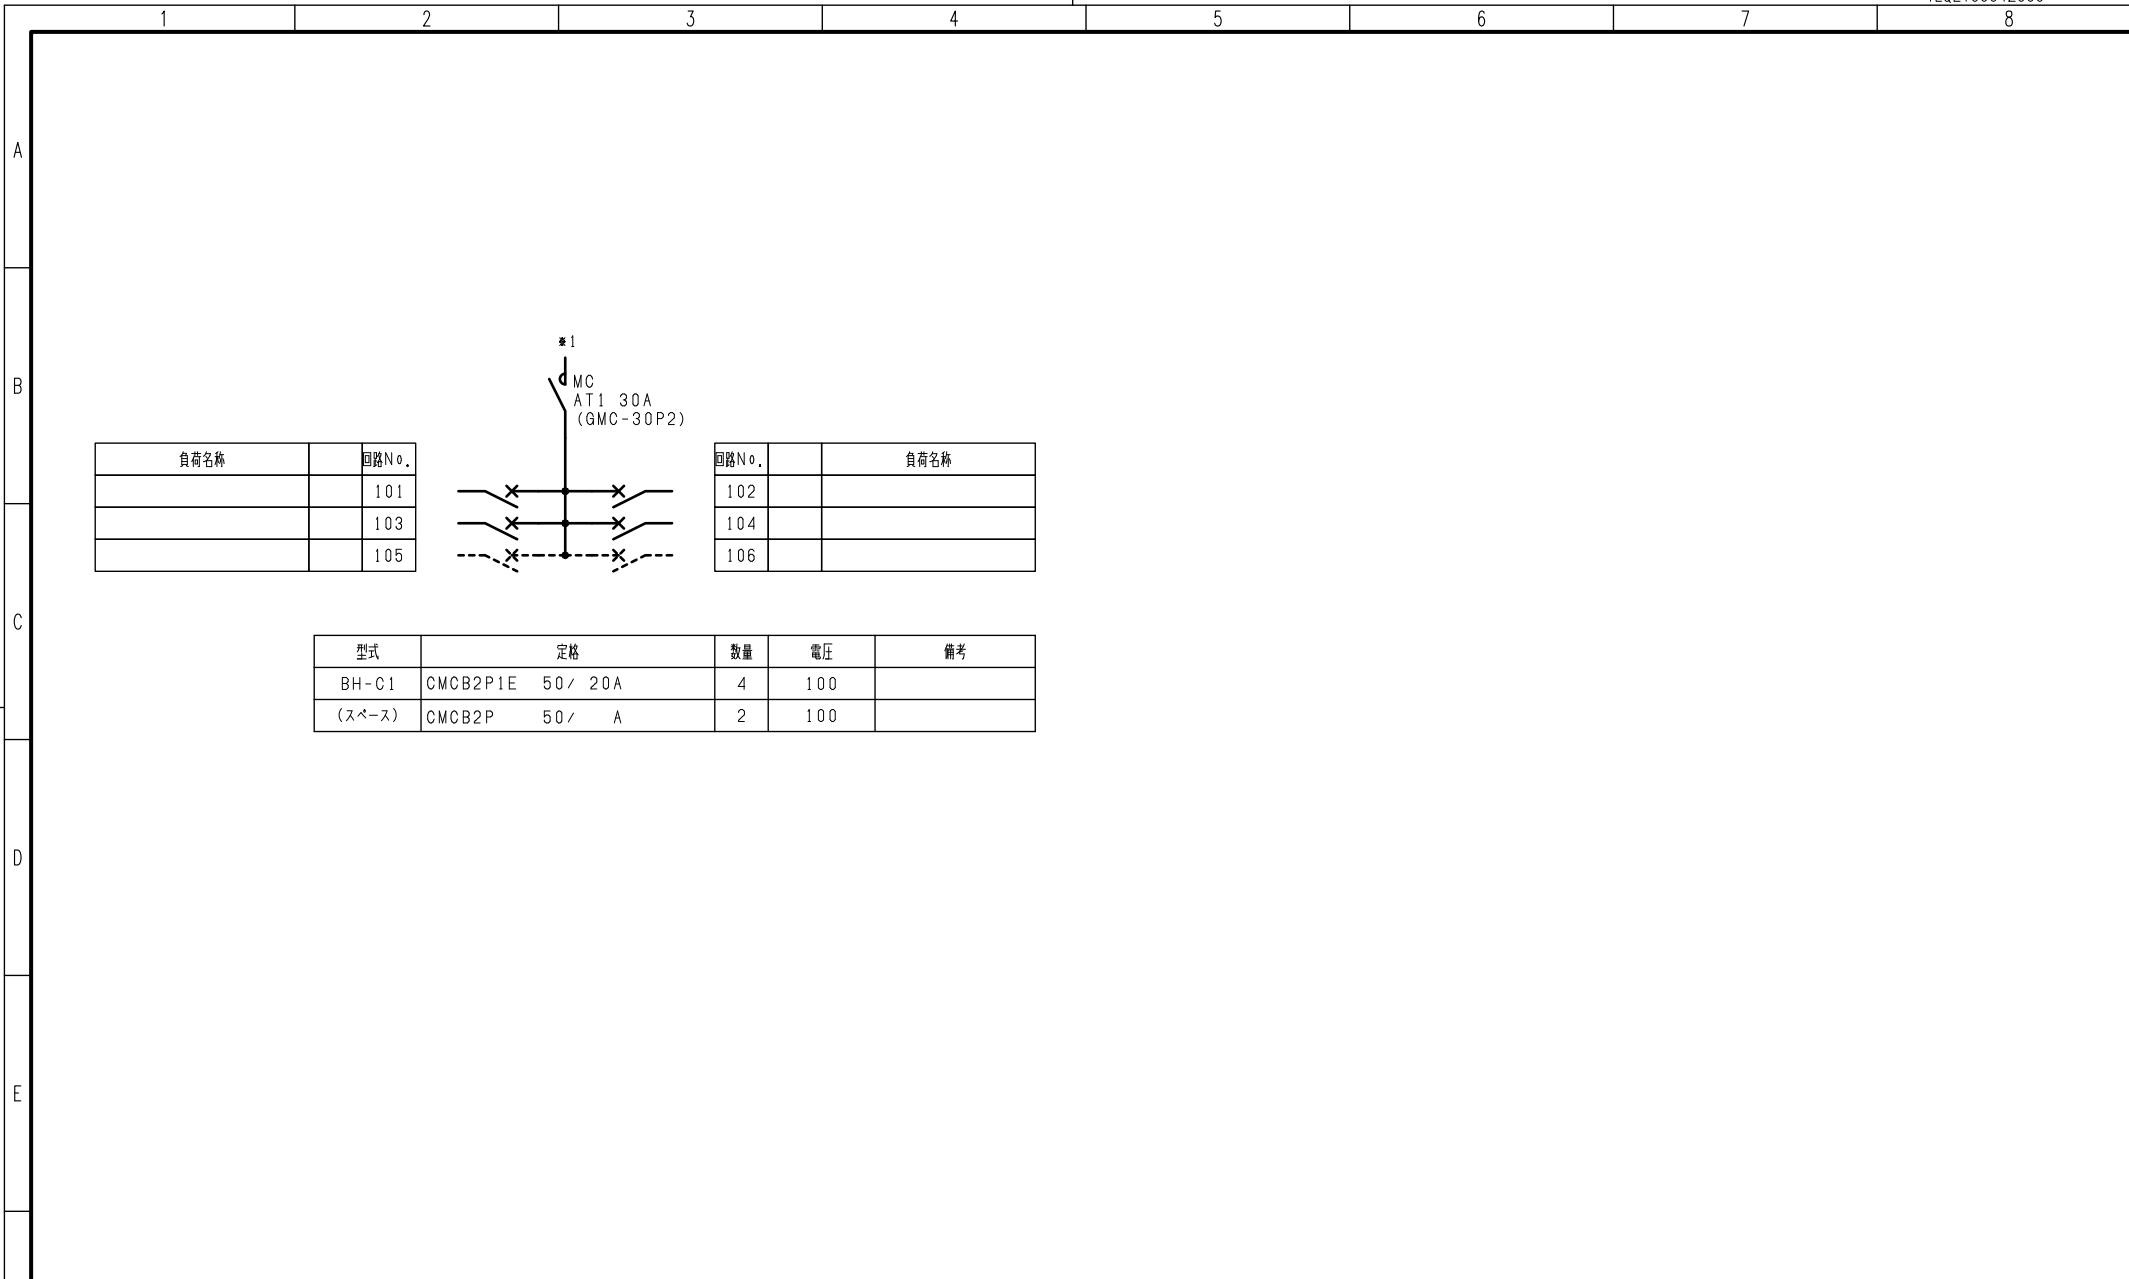 1 2 3 4 5 6 7 8
A
B
C
D
E
*1
MC
AT1 30A
(GMC-30P2)
負荷名称 回路No.
101
103
105
回路No. 負荷名称
102
104
106
型式 定格 数量 電圧 備考
BH-C1 CMCB2P1E 50/ 20A 4 100
(スペース) CMCB2P 50/ A 2 100